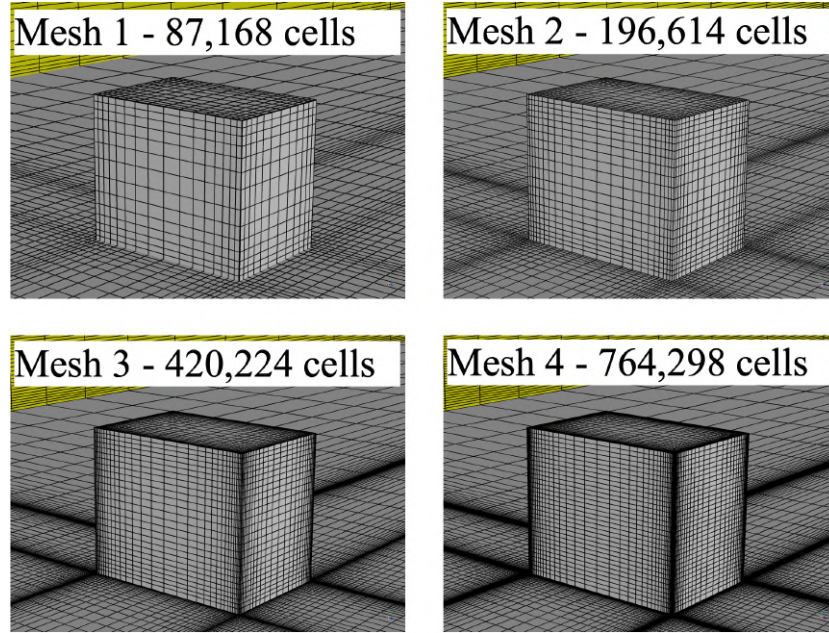 Mesh 1 - 87,168 cells
Mesh 2 - 196,614 cells
Mesh 3 - 420,224 cells
Mesh 4 - 764,298 cells